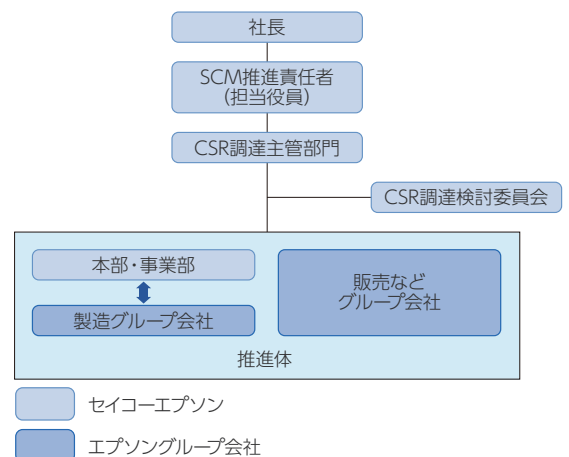 社長
SCM推進責任者
(担当役員)
CSR調達主管部門
CSR調達検討委員会
本部・事業部
製造グループ会社
販売など
グループ会社
推進体
セイコーエプソン
エプソングループ会社